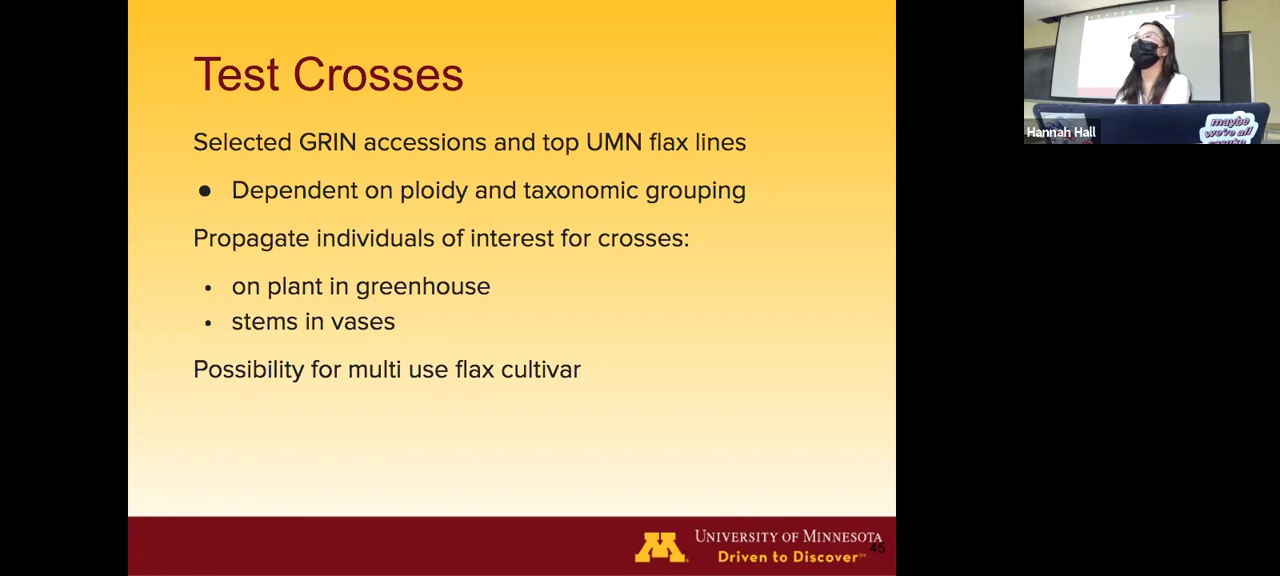 Test Crosses
Selected GRIN accessions and top UMN flax lines
● Dependent on ploidy and taxonomic grouping
Propagate individuals of interest for crosses:
• on plant in greenhouse
• stems in vases
Possibility for multi use flax cultivar
UNIVERSITY OF MINNESOTA
Driven to Discover℠
45
Hannah Hall
maybe
we're all